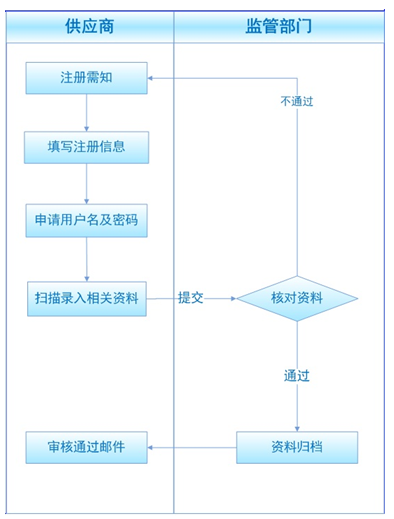 供应商
监管部门
注册需知
不通过
填写注册信息
申请用户名及密码
扫描录入相关资料
提交
核对资料
通过
审核通过邮件
资料归档